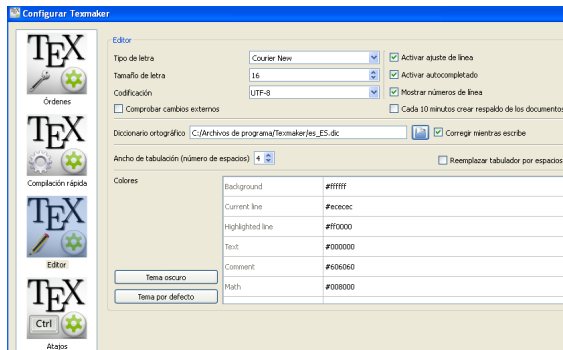 Configurar Texmaker
TEX
Órdenes
TEX
Compilación rápida
TEX
Editor
TEX
Ctrl
Atajos
Editor
Tipo de letra Courier New Activar ajuste de línea
Tamaño de letra 16 Activar autocompletado
Codificación UTF-8 Mostrar números de línea
Comprobar cambios externos Cada 10 minutos crear respaldo de los documentos
Diccionario ortográfico C:/Archivos de programa/Texmaker/es_ES.dic Corregir mientras escribe
Ancho de tabulación (número de espacios) 4 Reemplazar tabulador por espacios
Colores
Background #ffffff
Current line #ececec
Highlighted line #ff0000
Text #000000
Comment #606060
Math #008000
Tema oscuro
Tema por defecto